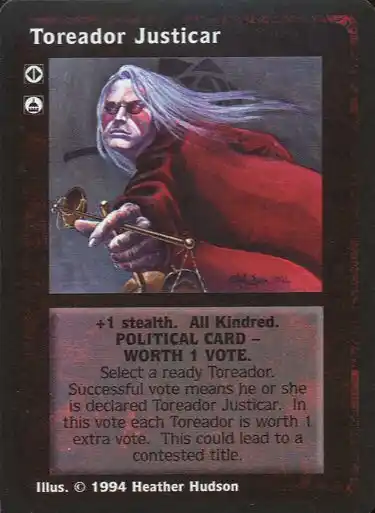 Toreador Justicar
+1 stealth. All Kindred.
POLITICAL CARD –
WORTH 1 VOTE.
Select a ready Toreador.
Successful vote means he or she
is declared Toreador Justicar. In
this vote each Toreador is worth 1
extra vote. This could lead to a
contested title.
Illus. © 1994 Heather Hudson